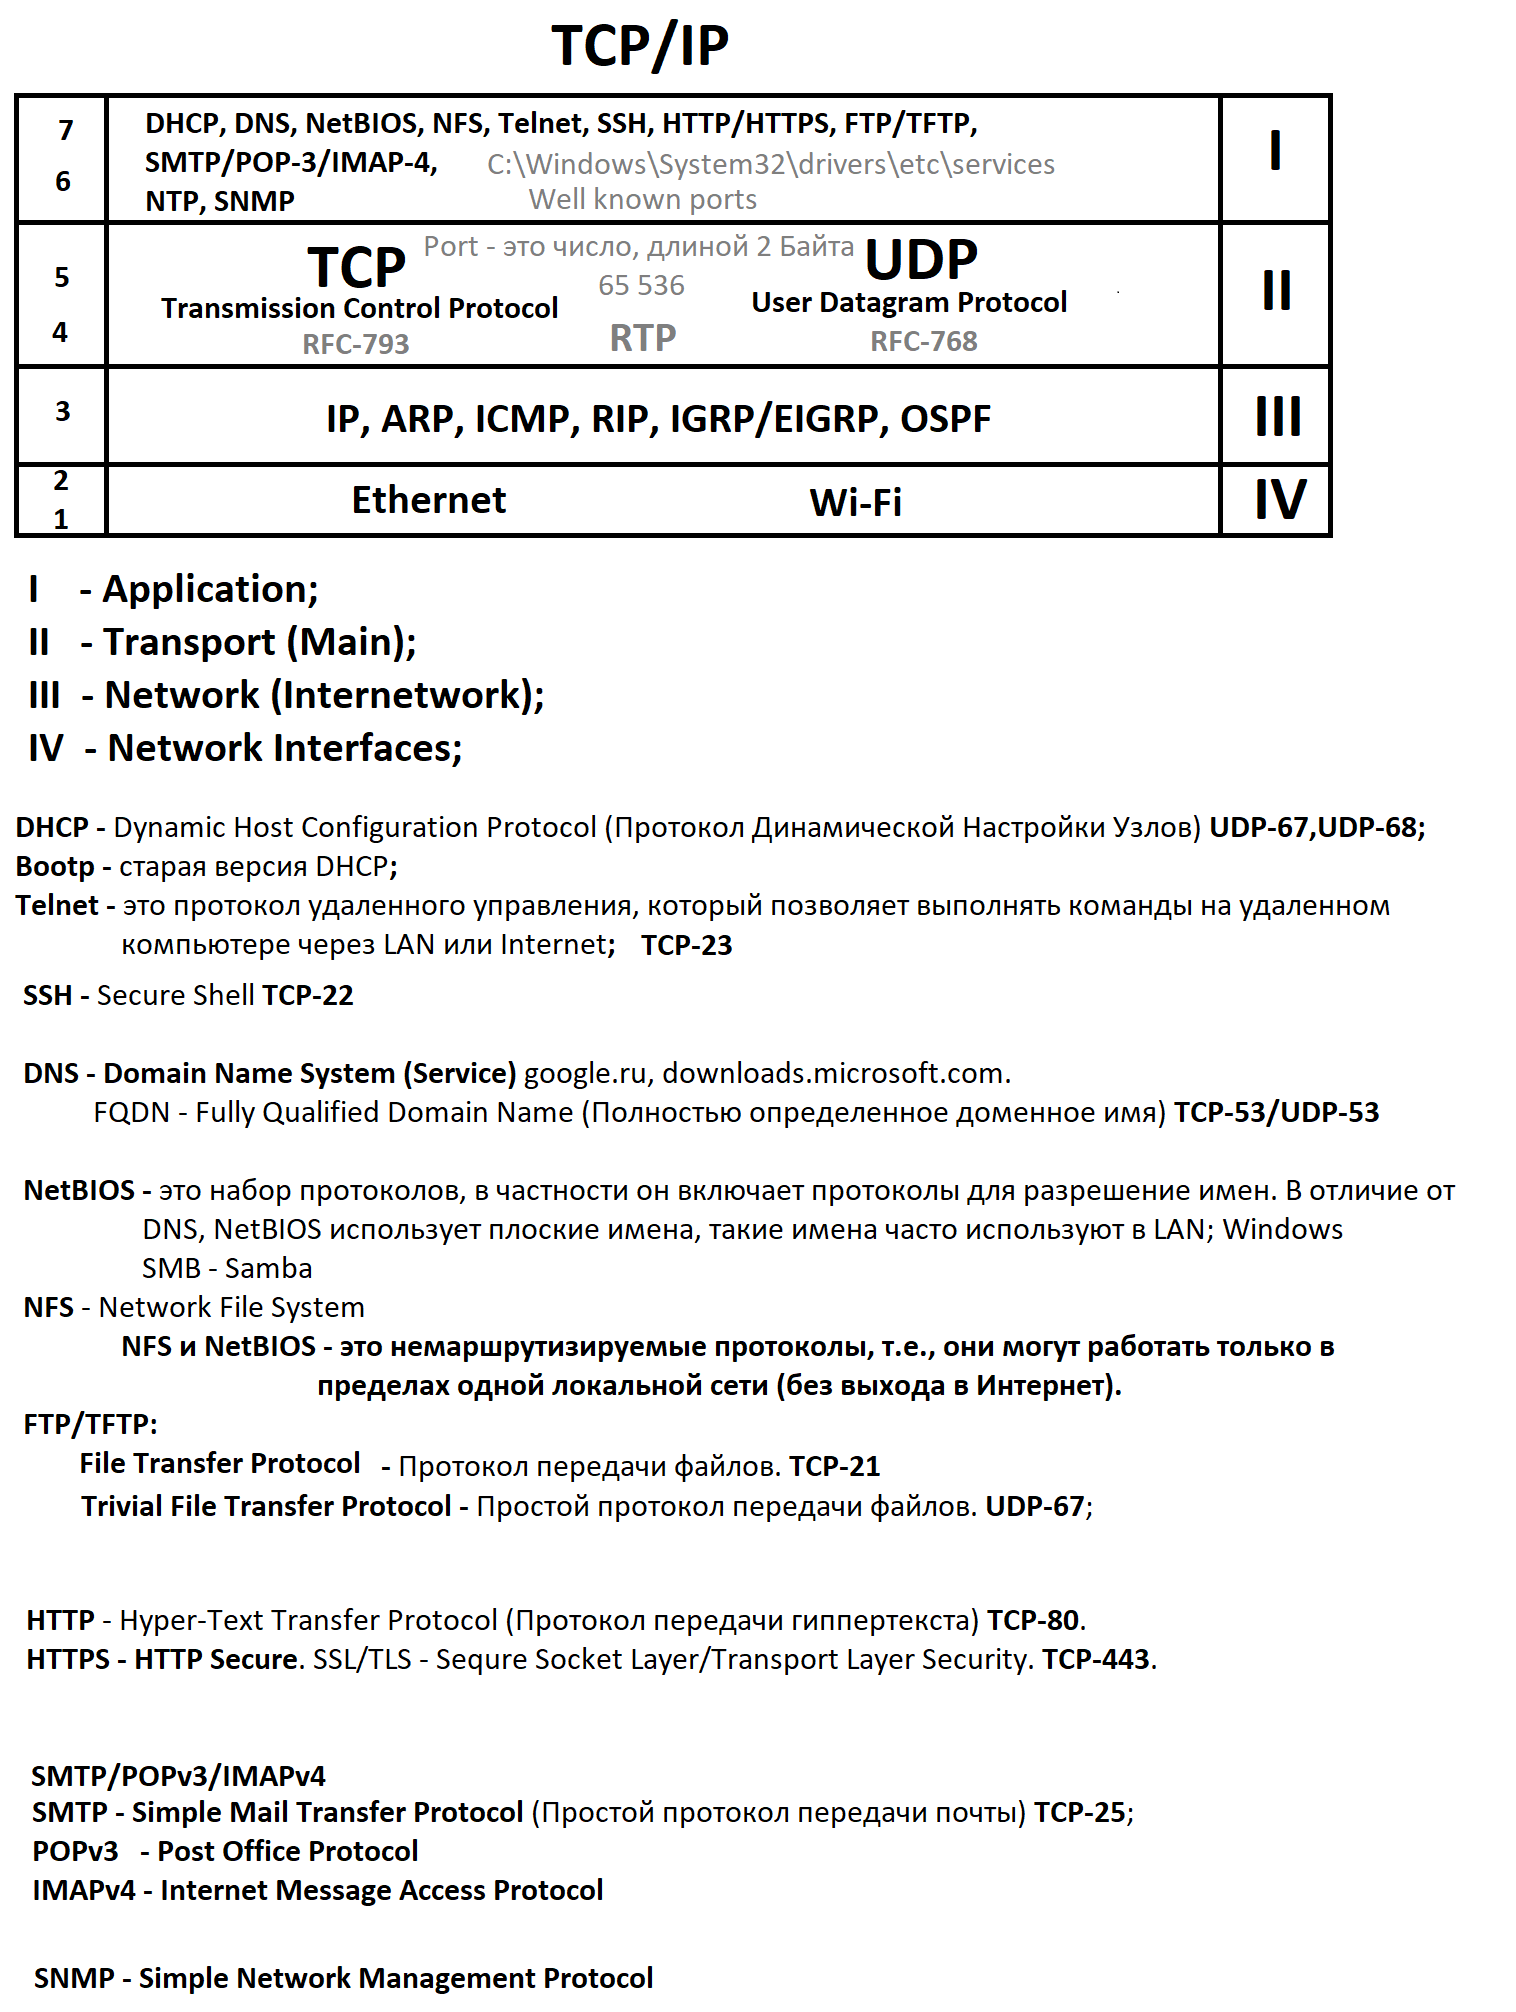 TCP/IP
7 DHCP, DNS, NetBIOS, NFS, Telnet, SSH, HTTP/HTTPS, FTP/TFTP, I
6 SMTP/POP-3/IMAP-4, C:\Windows\System32\drivers\etc\services
NTP, SNMP Well known ports
5 TCP Port - это число, длиной 2 Байта UDP II
65 536
4 Transmission Control Protocol User Datagram Protocol
RFC-793 RTP RFC-768
3 IP, ARP, ICMP, RIP, IGRP/EIGRP, OSPF III
2 Ethernet Wi-Fi IV
1
I - Application;
II - Transport (Main);
III - Network (Internetwork);
IV - Network Interfaces;
DHCP - Dynamic Host Configuration Protocol (Протокол Динамической Настройки Узлов) UDP-67,UDP-68;
Bootp - старая версия DHCP;
Telnet - это протокол удаленного управления, который позволяет выполнять команды на удаленном
компьютере через LAN или Internet; TCP-23
SSH - Secure Shell TCP-22
DNS - Domain Name System (Service) google.ru, downloads.microsoft.com.
FQDN - Fully Qualified Domain Name (Полностью определенное доменное имя) TCP-53/UDP-53
NetBIOS - это набор протоколов, в частности он включает протоколы для разрешение имен. В отличие от
DNS, NetBIOS использует плоские имена, такие имена часто используют в LAN; Windows
SMB - Samba
NFS - Network File System
NFS и NetBIOS - это немаршрутизируемые протоколы, т.е., они могут работать только в
пределах одной локальной сети (без выхода в Интернет).
FTP/TFTP:
File Transfer Protocol - Протокол передачи файлов. TCP-21
Trivial File Transfer Protocol - Простой протокол передачи файлов. UDP-67;
HTTP - Hyper-Text Transfer Protocol (Протокол передачи гиппертекста) TCP-80.
HTTPS - HTTP Secure. SSL/TLS - Sequre Socket Layer/Transport Layer Security. TCP-443.
SMTP/POPv3/IMAPv4
SMTP - Simple Mail Transfer Protocol (Простой протокол передачи почты) TCP-25;
POPv3 - Post Office Protocol
IMAPv4 - Internet Message Access Protocol
SNMP - Simple Network Management Protocol